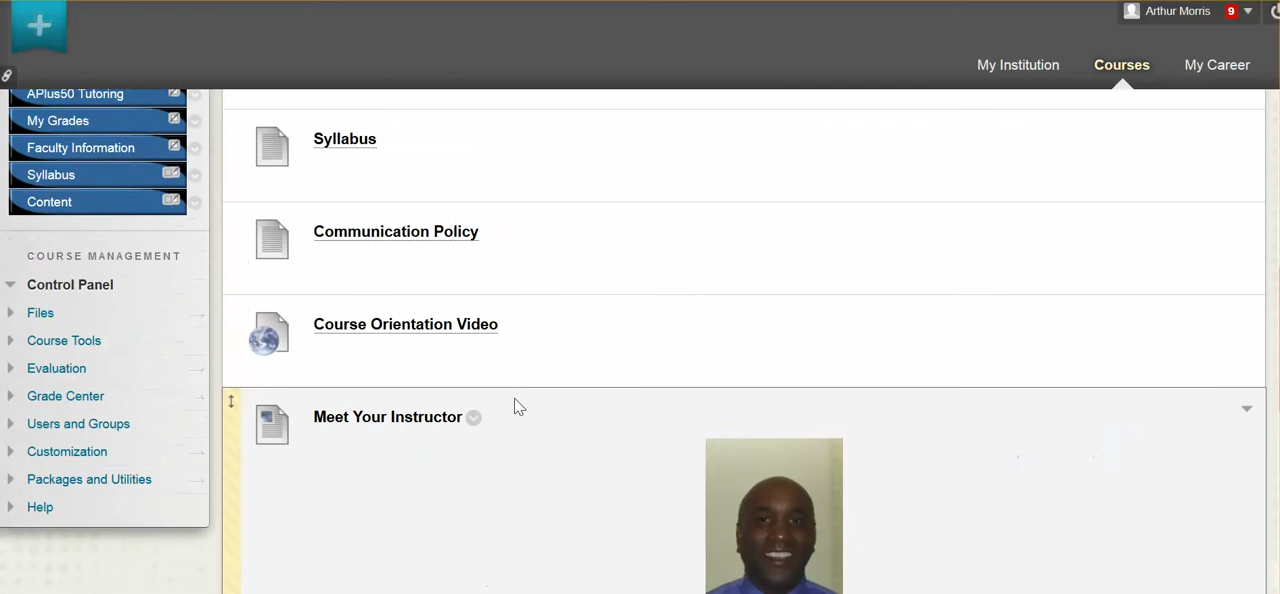 Arthur Morris 9
My Institution Courses My Career
APlus50 Tutoring
My Grades
Faculty Information
Syllabus
Content
COURSE MANAGEMENT
Control Panel
Files
Course Tools
Evaluation
Grade Center
Users and Groups
Customization
Packages and Utilities
Help
Syllabus
Communication Policy
Course Orientation Video
Meet Your Instructor